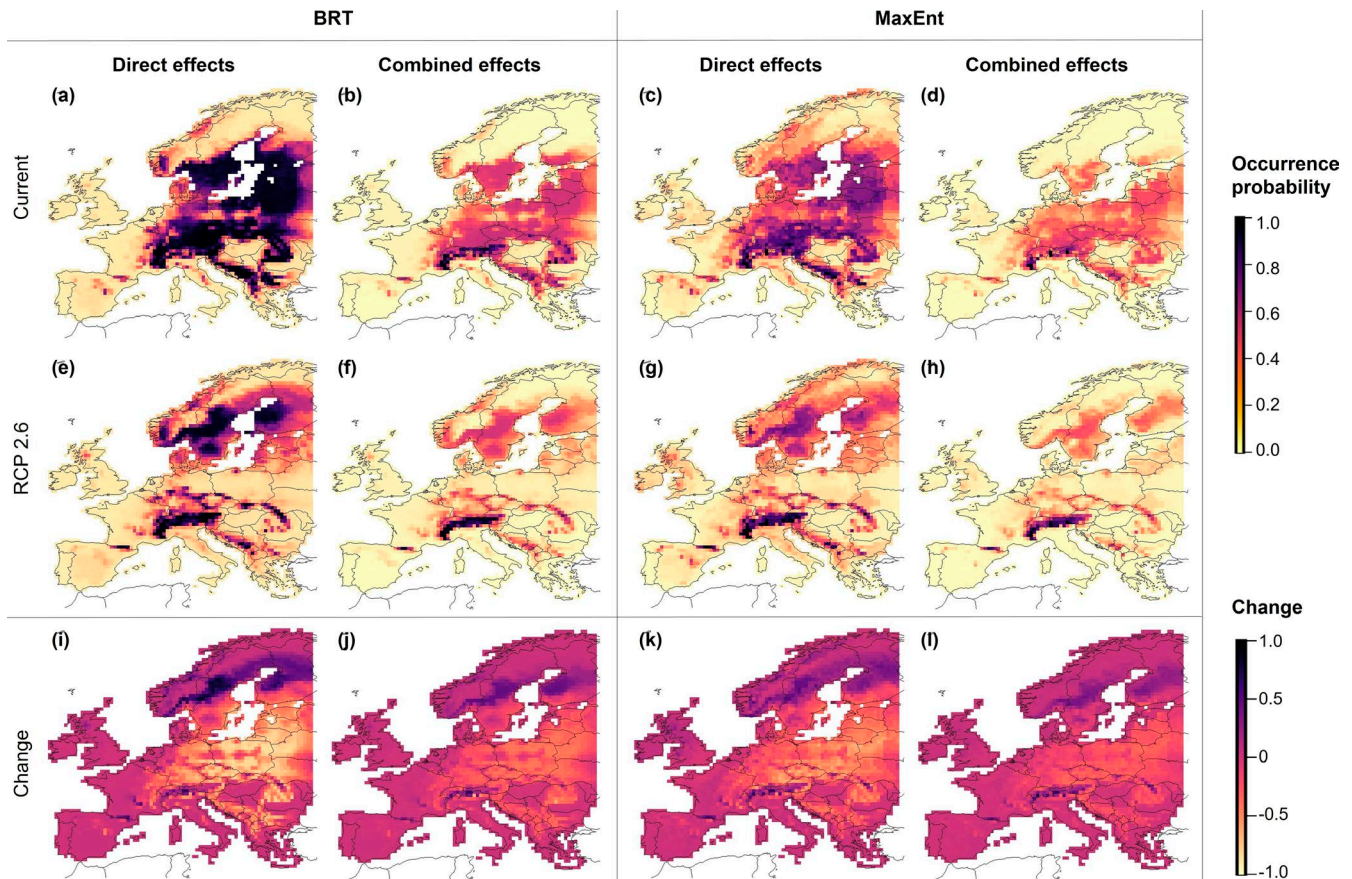 BRT MaxEnt
Direct effects Combined effects Direct effects Combined effects
(a) (b) (c) (d)
Current
Occurrence
probability
1.0
0.8
0.6
0.4
0.2
0.0
(e) (f) (g) (h)
RCP 2.6
Change
1.0
0.5
0
-0.5
-1.0
(i) (j) (k) (l)
Change